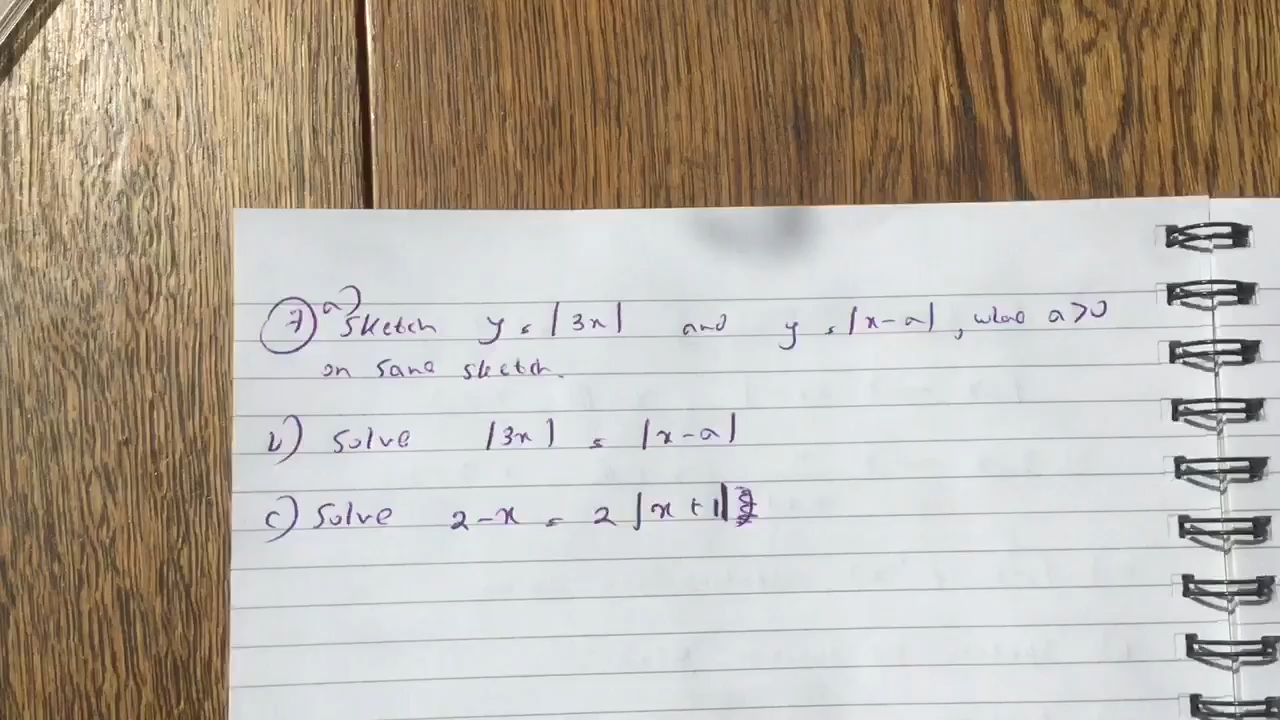 7 a) Sketch y = |3x| and y = |x-a|, where a>0
on same sketch.
b) Solve |3x| = |x-a|
c) Solve 2-x = 2|x+1|